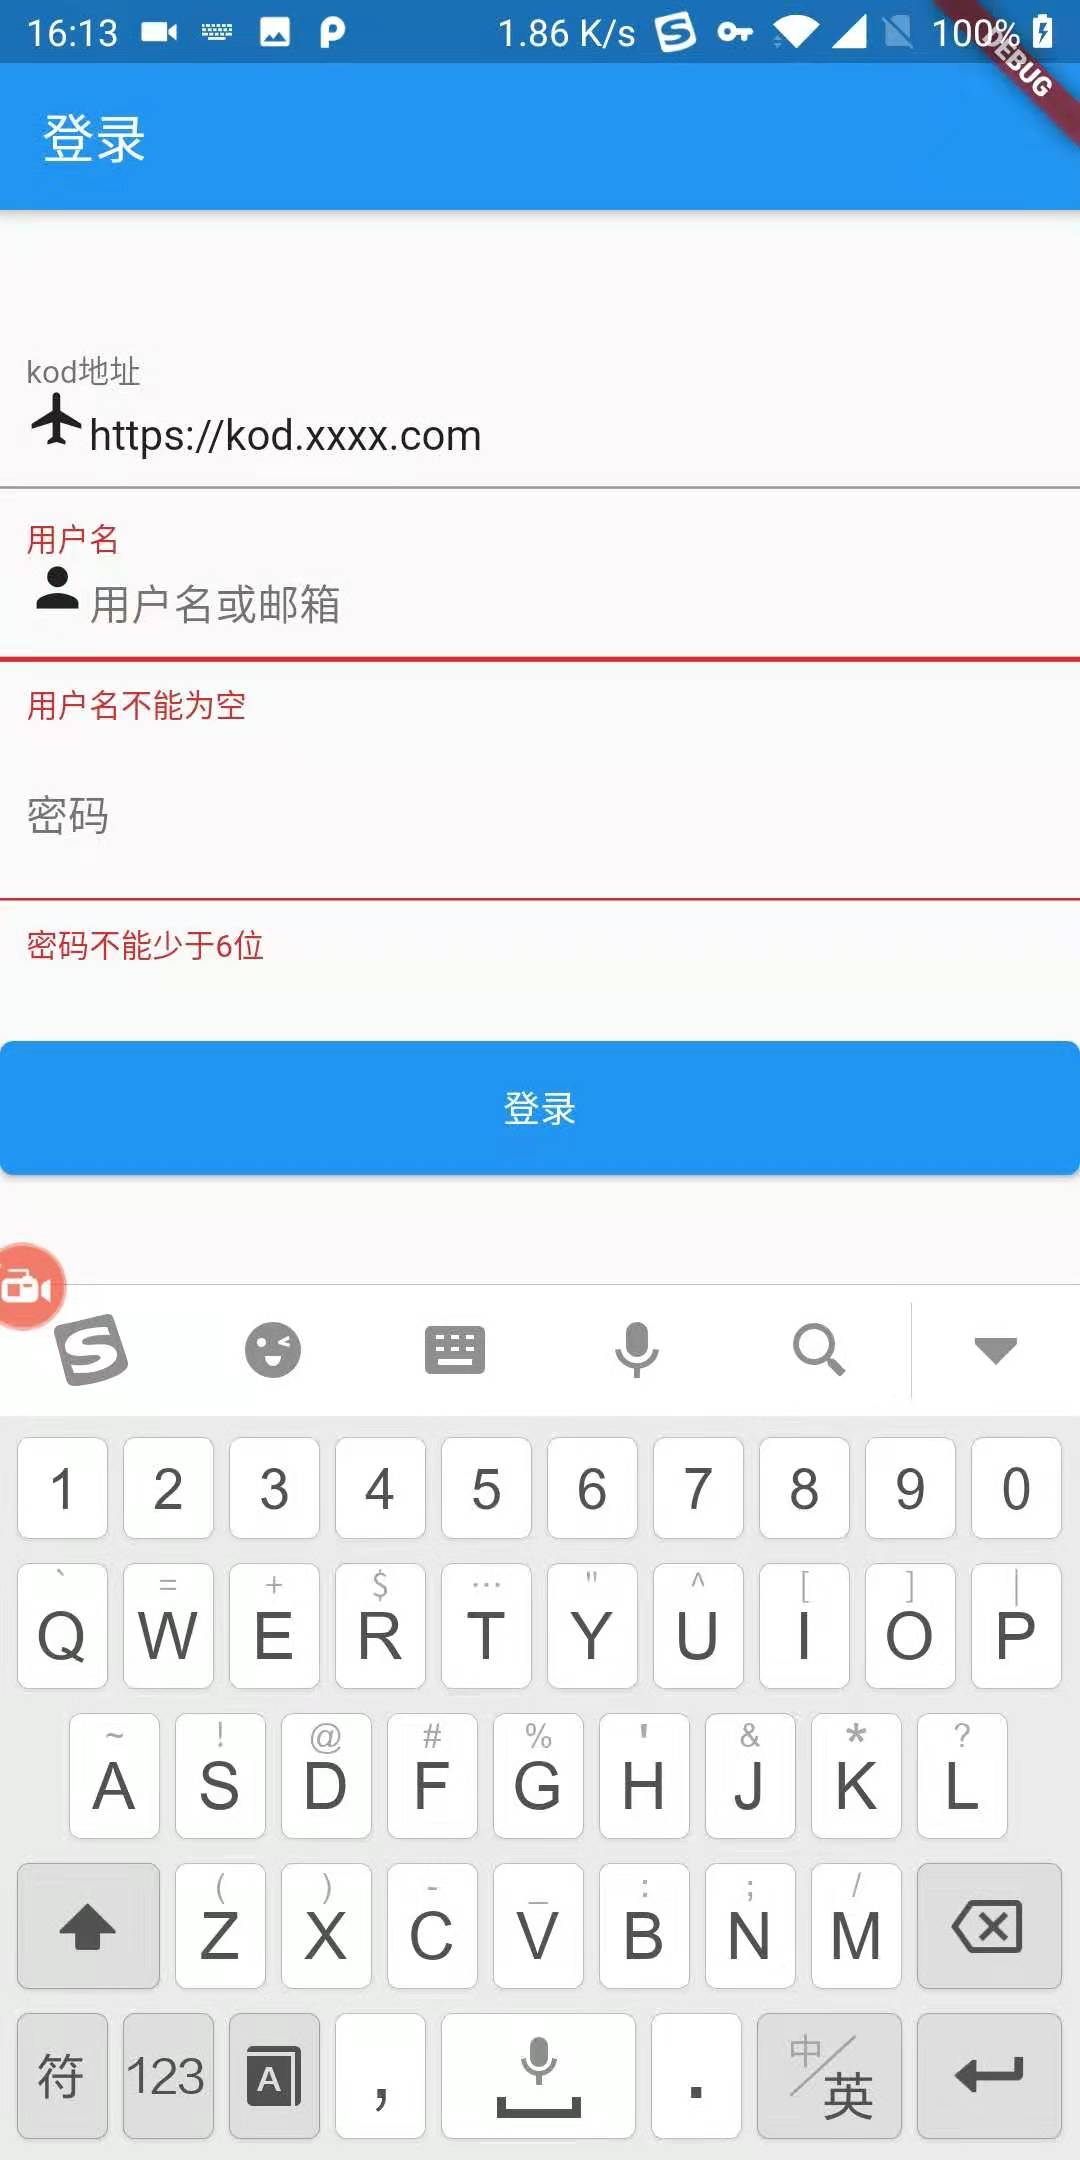 16:13 1.86 K/s 100%
DEBUG
登录
kod地址
https://kod.xxxx.com
用户名
用户名或邮箱
用户名不能为空
密码
密码不能少于6位
登录
1 2 3 4 5 6 7 8 9 0
` = + $ … " ^ [ ] |
Q W E R T Y U I O P
~ ! @ # % ' & * ?
A S D F G H J K L
( ) - _ : ; /
Z X C V B N M
符 123 A , . 中/英